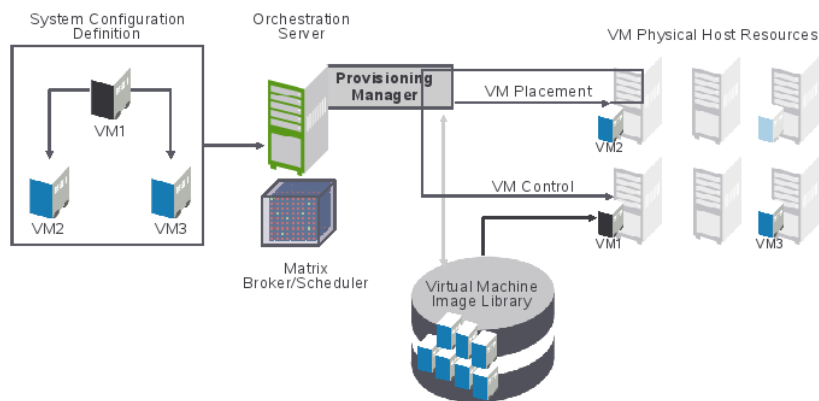 System Configuration
Definition
VM1
VM2
VM3
Orchestration
Server
Provisioning
Manager
Matrix
Broker/Scheduler
VM Placement
VM Control
Virtual Machine
Image Library
VM Physical Host Resources
VM2
VM1
VM3